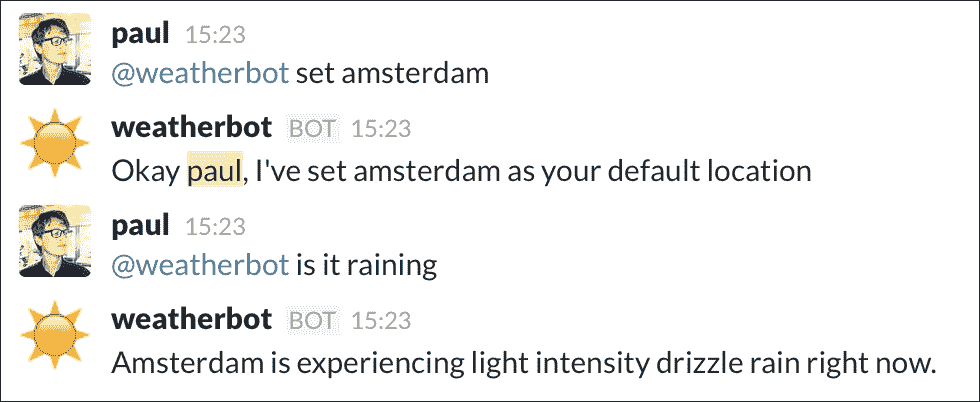 paul 15:23
@weatherbot set amsterdam
weatherbot BOT 15:23
Okay paul, I've set amsterdam as your default location
paul 15:23
@weatherbot is it raining
weatherbot BOT 15:23
Amsterdam is experiencing light intensity drizzle rain right now.